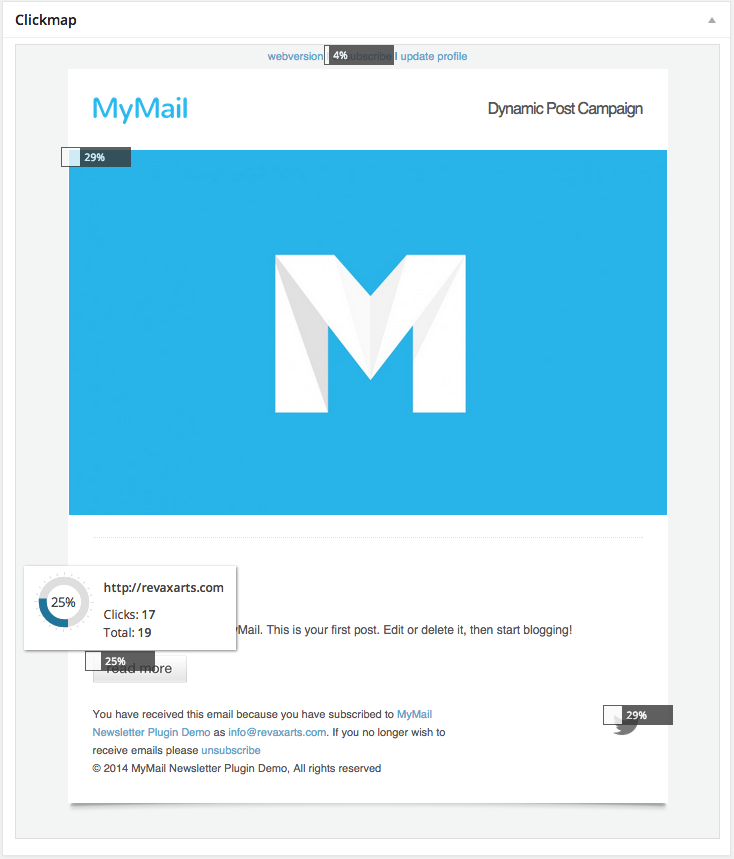 Clickmap
webversion 4% | update profile
MyMail
Dynamic Post Campaign
29%
25%
http://revaxarts.com
Clicks: 17
Total: 19
Mail. This is your first post. Edit or delete it, then start blogging!
25%
read more
You have received this email because you have subscribed to MyMail
Newsletter Plugin Demo as info@revaxarts.com. If you no longer wish to
receive emails please unsubscribe
© 2014 MyMail Newsletter Plugin Demo, All rights reserved
29%